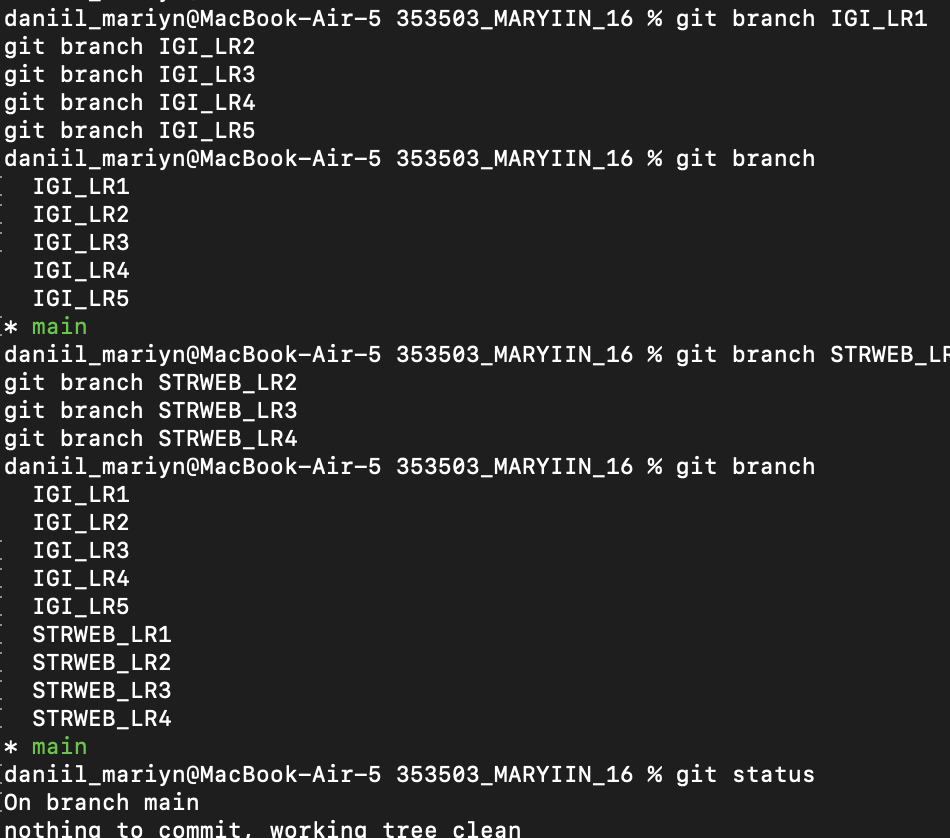 daniil_mariyn@MacBook-Air-5 353503_MARYIIN_16 % git branch IGI_LR1
git branch IGI_LR2
git branch IGI_LR3
git branch IGI_LR4
git branch IGI_LR5
daniil_mariyn@MacBook-Air-5 353503_MARYIIN_16 % git branch
IGI_LR1
IGI_LR2
IGI_LR3
IGI_LR4
IGI_LR5
* main
daniil_mariyn@MacBook-Air-5 353503_MARYIIN_16 % git branch STRWEB_LR
git branch STRWEB_LR2
git branch STRWEB_LR3
git branch STRWEB_LR4
daniil_mariyn@MacBook-Air-5 353503_MARYIIN_16 % git branch
IGI_LR1
IGI_LR2
IGI_LR3
IGI_LR4
IGI_LR5
STRWEB_LR1
STRWEB_LR2
STRWEB_LR3
STRWEB_LR4
* main
daniil_mariyn@MacBook-Air-5 353503_MARYIIN_16 % git status
On branch main
nothing to commit, working tree clean